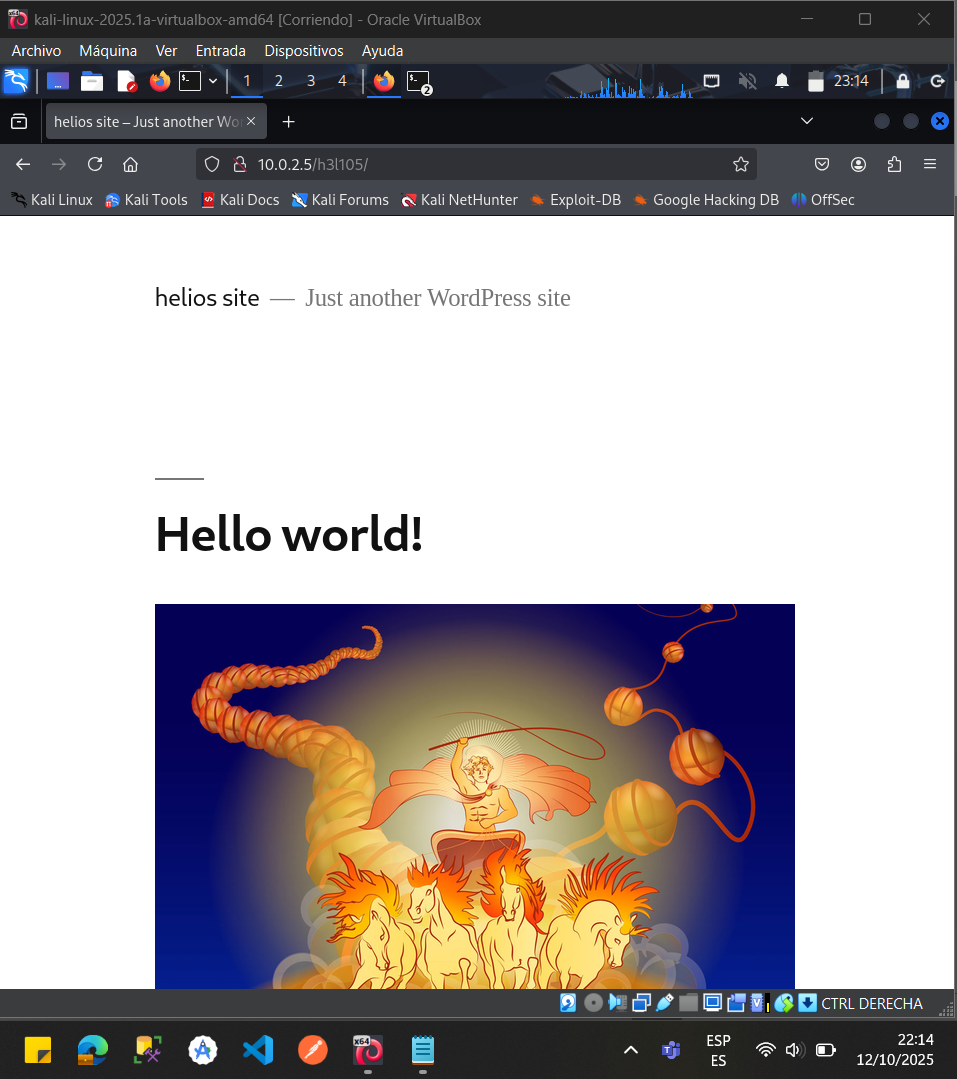 kali-linux-2025.1a-virtualbox-amd64 [Corriendo] - Oracle VirtualBox
Archivo Máquina Ver Entrada Dispositivos Ayuda
1 2 3 4 2 23:14
helios site – Just another Wor
10.0.2.5/h3l105/
Kali Linux Kali Tools Kali Docs Kali Forums Kali NetHunter Exploit-DB Google Hacking DB OffSec
helios site — Just another WordPress site
Hello world!
CTRL DERECHA
x64
ESP
ES
22:14
12/10/2025